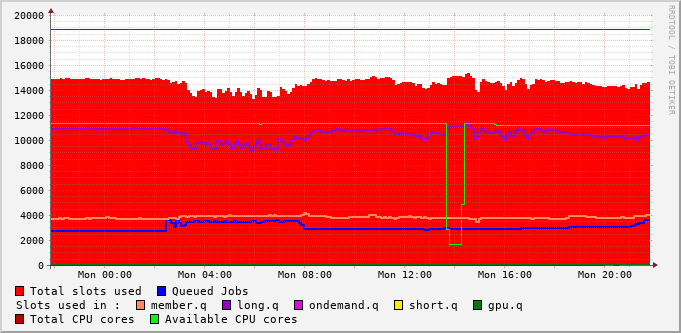 20000
18000
16000
14000
12000
10000
8000
6000
4000
2000
0
Mon 00:00 Mon 04:00 Mon 08:00 Mon 12:00 Mon 16:00 Mon 20:00
RRDTOOL / TOBI OETIKER
Total slots used Queued Jobs
Slots used in : member.q long.q ondemand.q short.q gpu.q
Total CPU cores Available CPU cores